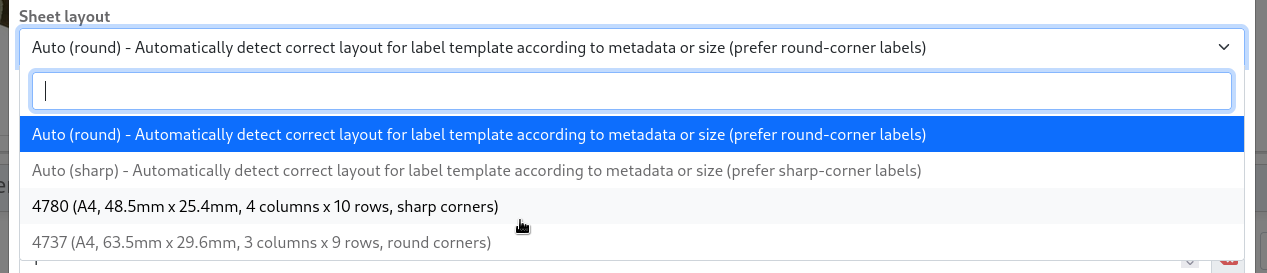 Sheet layout
Auto (round) - Automatically detect correct layout for label template according to metadata or size (prefer round-corner labels)
Auto (round) - Automatically detect correct layout for label template according to metadata or size (prefer round-corner labels)
Auto (sharp) - Automatically detect correct layout for label template according to metadata or size (prefer sharp-corner labels)
4780 (A4, 48.5mm x 25.4mm, 4 columns x 10 rows, sharp corners)
4737 (A4, 63.5mm x 29.6mm, 3 columns x 9 rows, round corners)